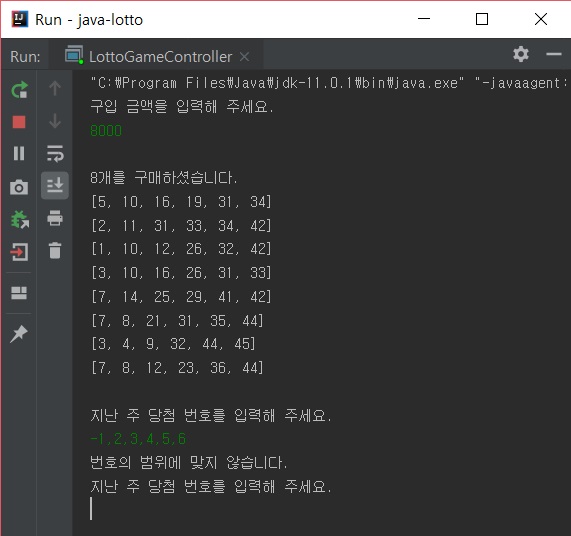 Run - java-lotto
Run: LottoGameController
"C:₩Program Files₩Java₩jdk-11.0.1₩bin₩java.exe" "-javaagent:
구입 금액을 입력해 주세요.
8000
8개를 구매하셨습니다.
[5, 10, 16, 19, 31, 34]
[2, 11, 31, 33, 34, 42]
[1, 10, 12, 26, 32, 42]
[3, 10, 16, 26, 31, 33]
[7, 14, 25, 29, 41, 42]
[7, 8, 21, 31, 35, 44]
[3, 4, 9, 32, 44, 45]
[7, 8, 12, 23, 36, 44]
지난 주 당첨 번호를 입력해 주세요.
-1,2,3,4,5,6
번호의 범위에 맞지 않습니다.
지난 주 당첨 번호를 입력해 주세요.